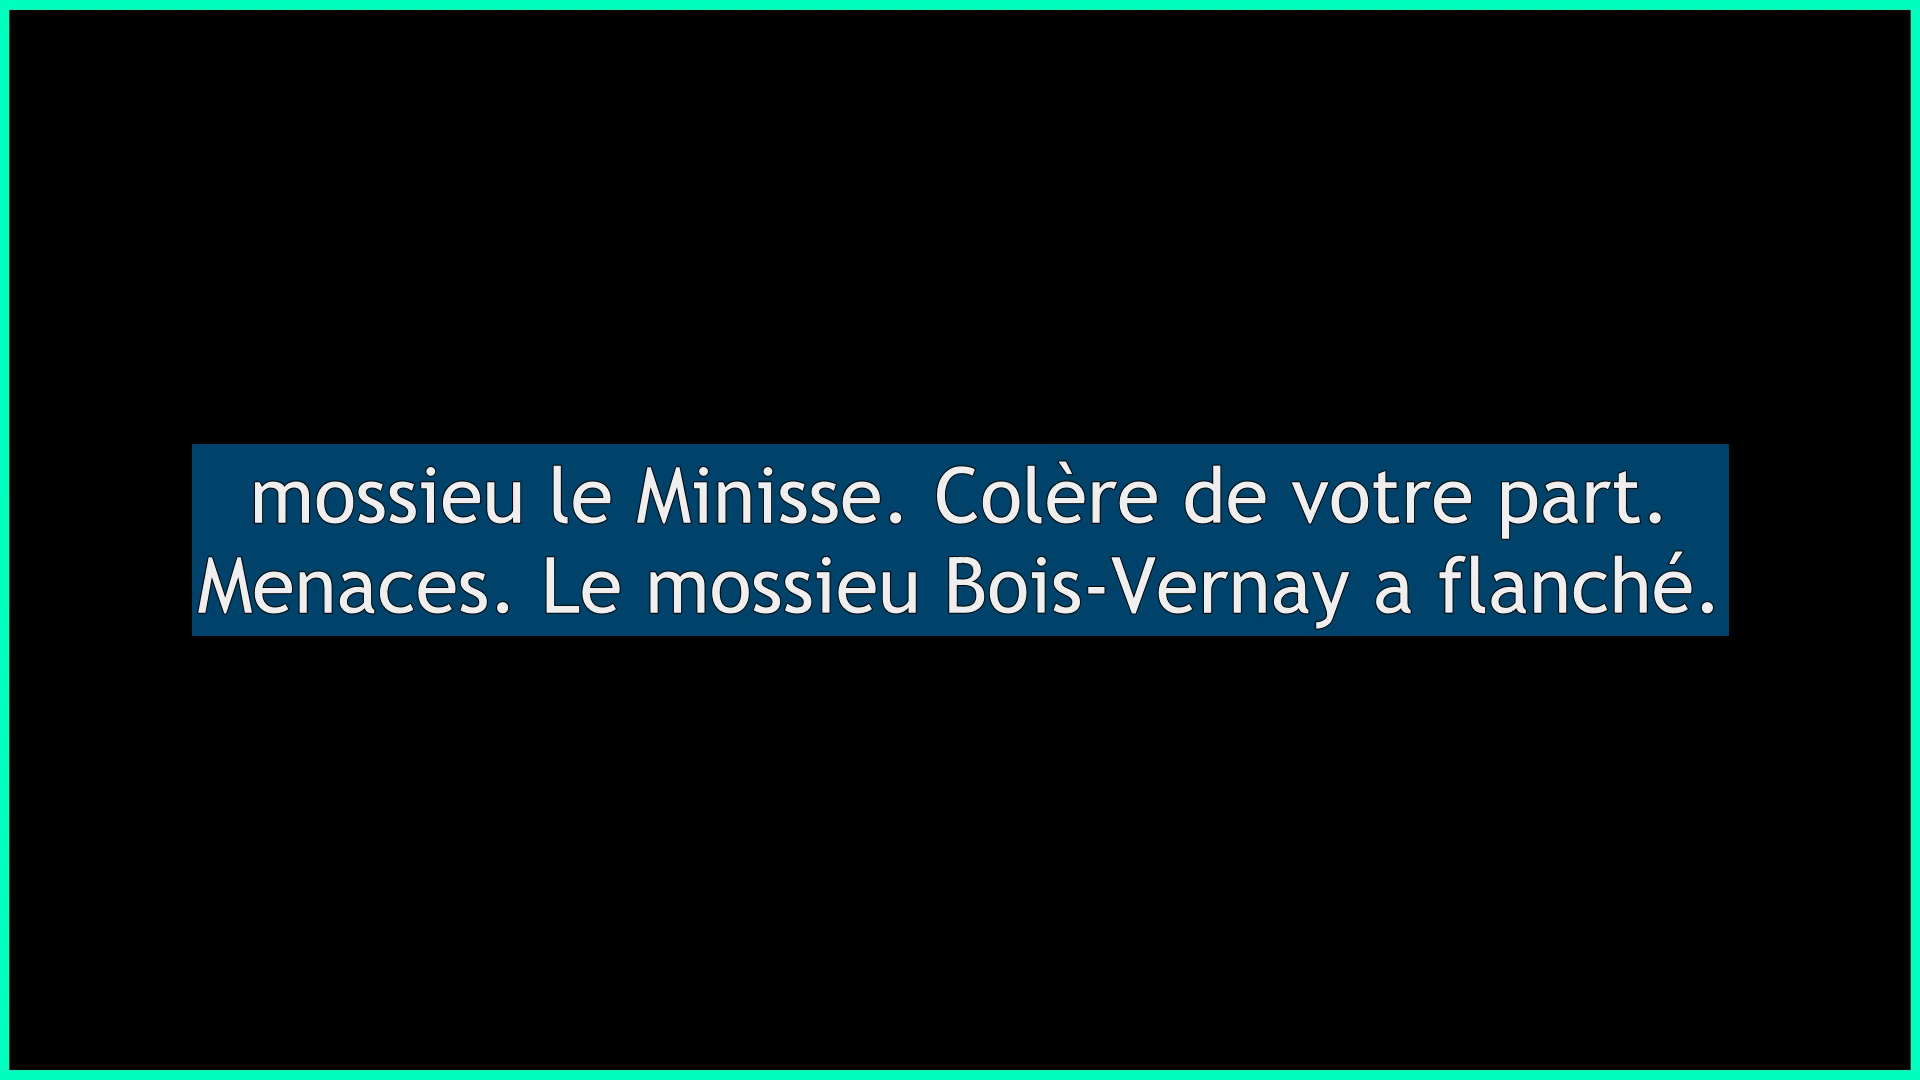 mossieu le Minisse. Colère de votre part.
Menaces. Le mossieu Bois-Vernay a flanché.